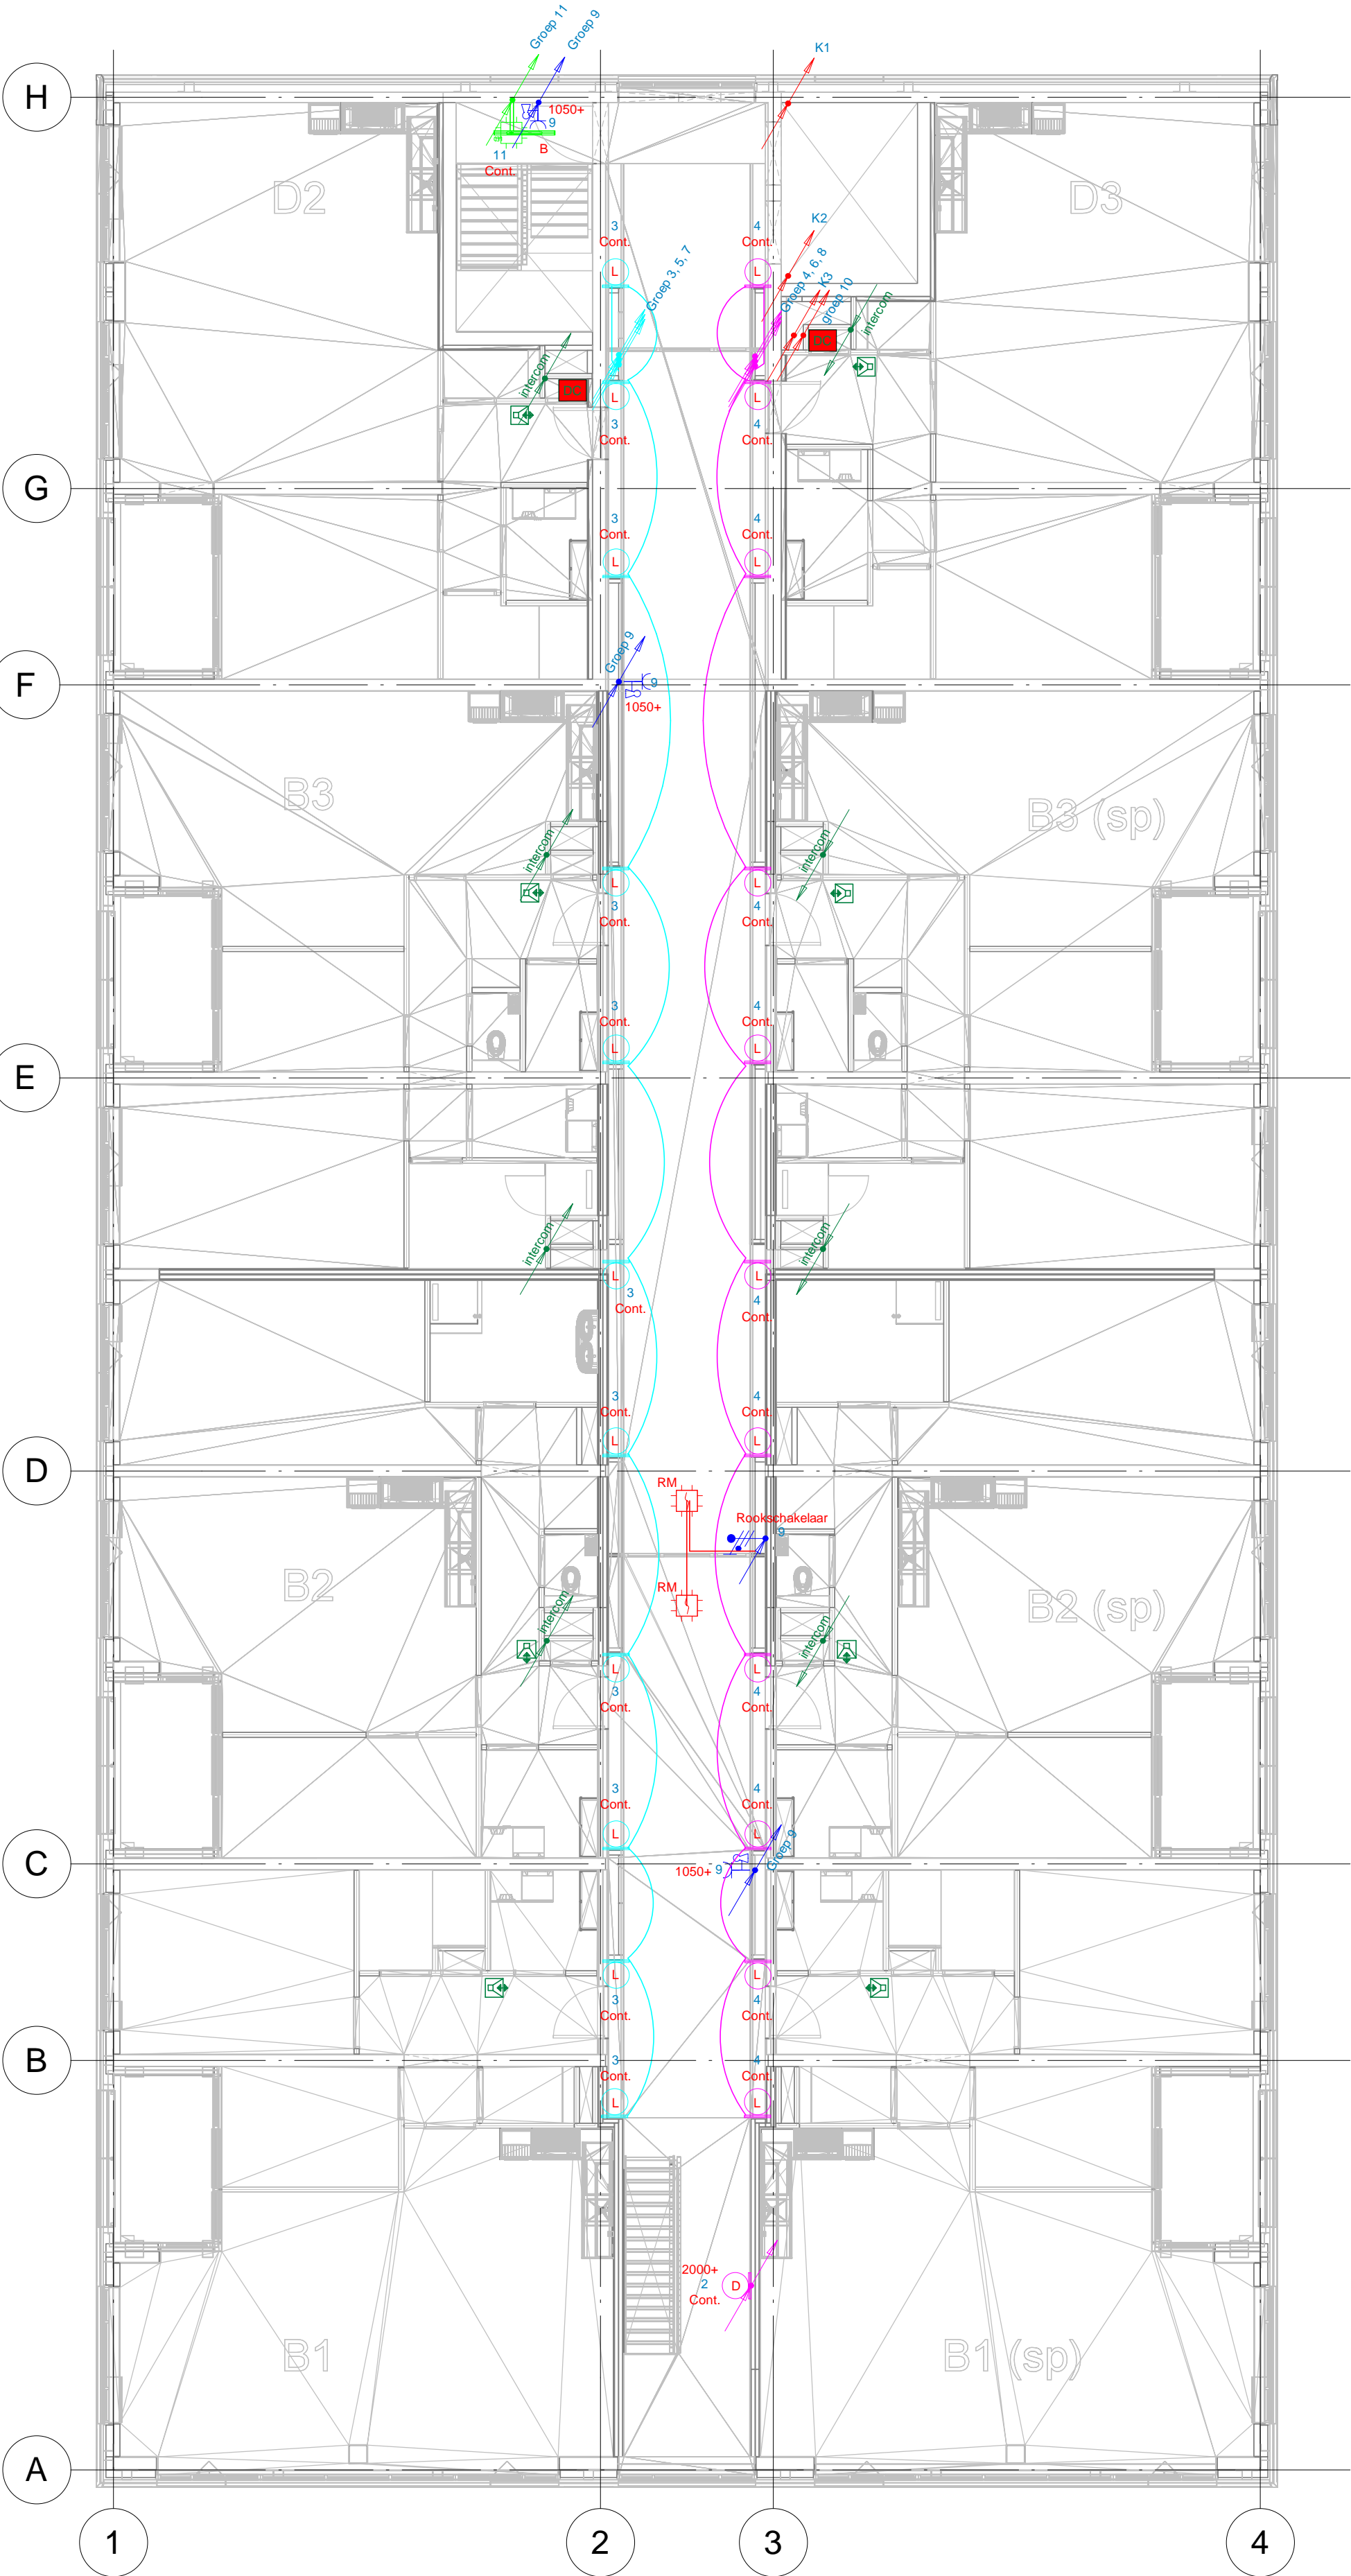 Groep 11
Groep 9
K1
H
1050+
9
B
11
Cont.
D2
D3
K2
3
Cont.
4
Cont.
L
L
Groep 3, 5, 7
Groep 4, 6, 8
K3
groep 10
intercom
DC
intercom
DC
L
L
3
Cont.
4
Cont.
G
3
Cont.
4
Cont.
L
L
Groep 9
9
F
1050+
B3
B3 (sp)
intercom
intercom
L
L
3
Cont.
4
Cont.
3
Cont.
4
Cont.
L
L
E
intercom
intercom
L
L
3
Cont.
4
Cont.
3
Cont.
4
Cont.
L
L
D
RM
Rookschakelaar
9
B2
B2 (sp)
RM
intercom
intercom
L
L
3
Cont.
4
Cont.
3
Cont.
4
Cont.
L
L
Groep 9
C
1050+ 9
L
L
3
Cont.
4
Cont.
B
3
Cont.
4
Cont.
L
L
2000+
2
Cont.
D
B1
B1 (sp)
A
1
2
3
4